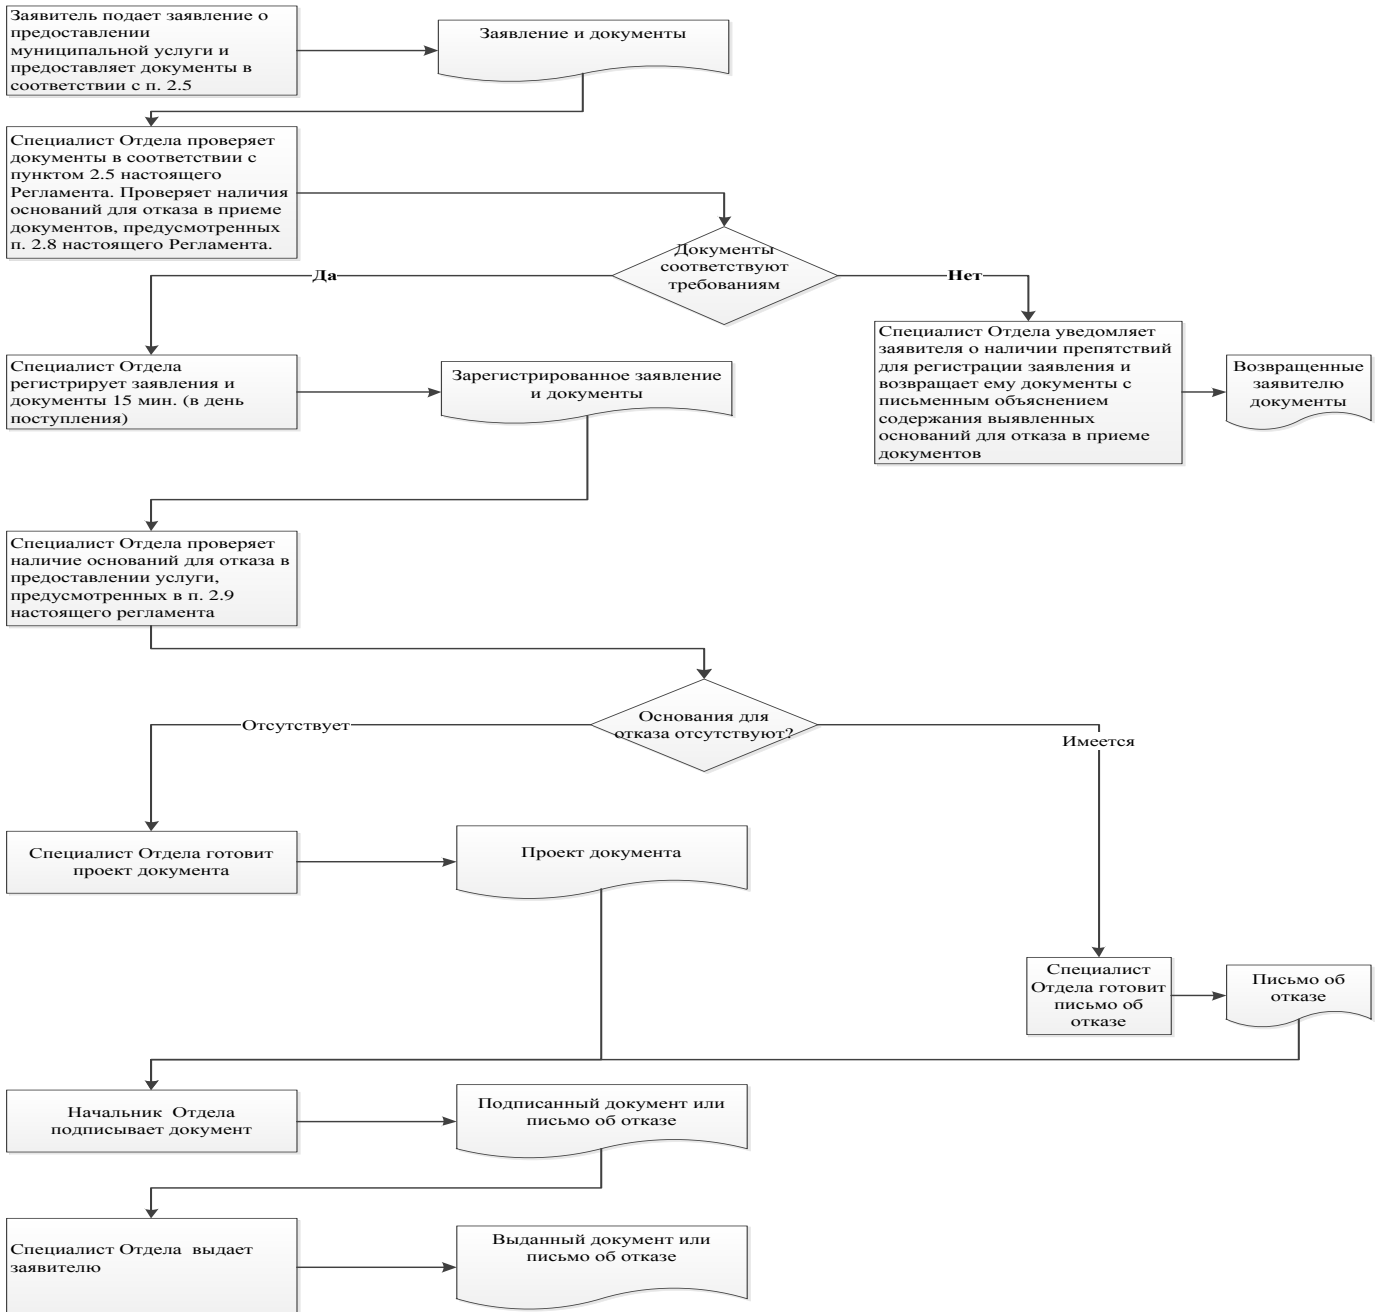 Заявитель подает заявление о
предоставлении
муниципальной услуги и
предоставляет документы в
соответствии с п. 2.5
Заявление и документы
Специалист Отдела проверяет
документы в соответствии с
пунктом 2.5 настоящего
Регламента. Проверяет наличия
оснований для отказа в приеме
документов, предусмотренных
п. 2.8 настоящего Регламента.
Документы
соответствуют
требованиям
Да
Нет
Специалист Отдела
регистрирует заявления и
документы 15 мин. (в день
поступления)
Зарегистрированное заявление
и документы
Специалист Отдела уведомляет
заявителя о наличии препятствий
для регистрации заявления и
возвращает ему документы с
письменным объяснением
содержания выявленных
оснований для отказа в приеме
документов
Возвращенные
заявителю
документы
Специалист Отдела проверяет
наличие оснований для отказа в
предоставлении услуги,
предусмотренных в п. 2.9
настоящего регламента
Основания для
отказа отсутствуют?
Отсутствует
Имеется
Специалист Отдела готовит
проект документа
Проект документа
Специалист
Отдела готовит
письмо об
отказе
Письмо об
отказе
Начальник Отдела
подписывает документ
Подписанный документ или
письмо об отказе
Специалист Отдела выдает
заявителю
Выданный документ или
письмо об отказе